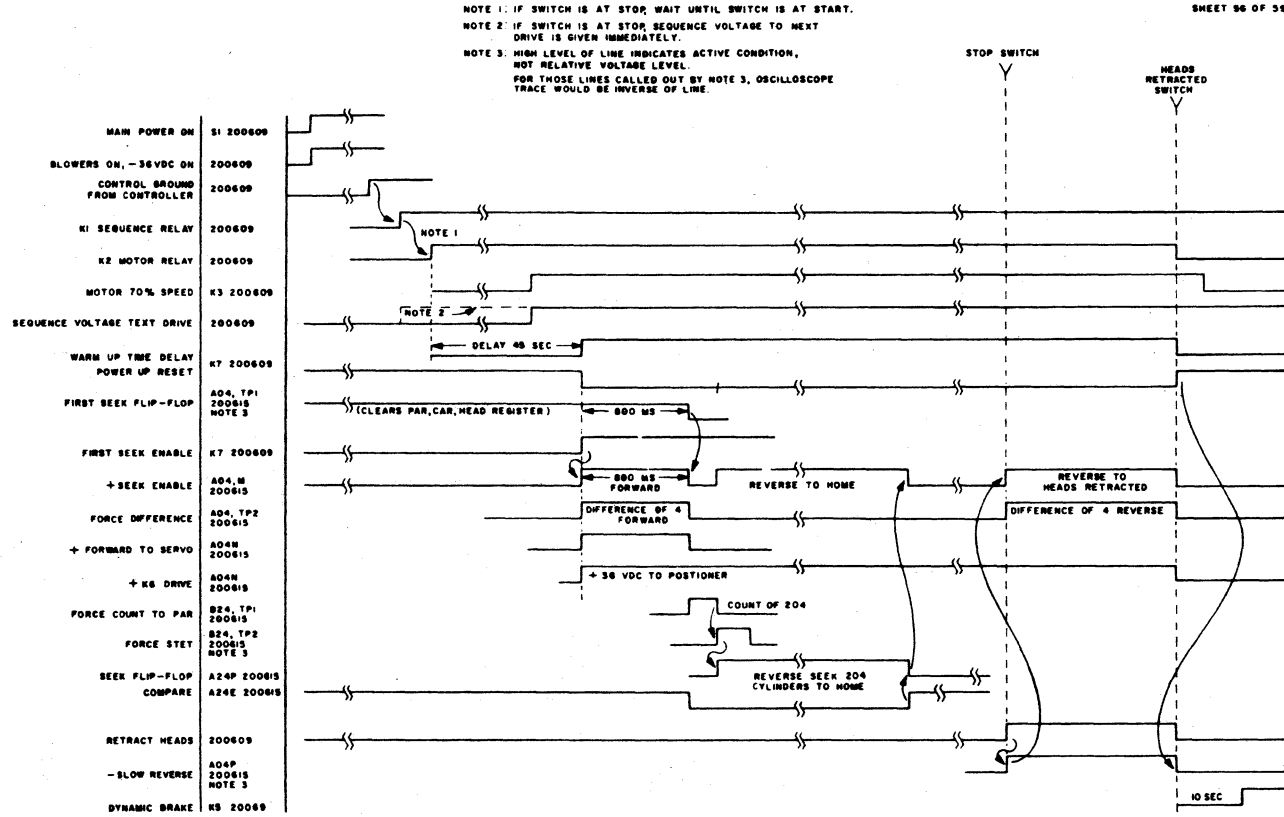 NOTE 1: IF SWITCH IS AT STOP, WAIT UNTIL SWITCH IS AT START.
SHEET 56 OF 59
NOTE 2: IF SWITCH IS AT STOP, SEQUENCE VOLTAGE TO NEXT
DRIVE IS GIVEN IMMEDIATELY.
NOTE 3: HIGH LEVEL OF LINE INDICATES ACTIVE CONDITION,
NOT RELATIVE VOLTAGE LEVEL.
FOR THOSE LINES CALLED OUT BY NOTE 3, OSCILLOSCOPE
TRACE WOULD BE INVERSE OF LINE.
STOP SWITCH
HEADS
RETRACTED
SWITCH
MAIN POWER ON S1 200609
BLOWERS ON, -36VDC ON 200609
CONTROL GROUND
FROM CONTROLLER 200609
K1 SEQUENCE RELAY 200609
NOTE 1
K2 MOTOR RELAY 200609
MOTOR 70% SPEED K3 200609
NOTE 2
SEQUENCE VOLTAGE TEXT DRIVE 200609
DELAY 45 SEC
WARM UP TIME DELAY
POWER UP RESET
K7 200609
FIRST SEEK FLIP-FLOP
A04, TP1
200615
NOTE 3
(CLEARS PAR, CAR, HEAD REGISTER)
800 MS
FIRST SEEK ENABLE K7 200609
+SEEK ENABLE
A04, M
200615
800 MS
FORWARD
REVERSE TO HOME
REVERSE TO
HEADS RETRACTED
FORCE DIFFERENCE
A04, TP2
200615
DIFFERENCE OF 4
FORWARD
DIFFERENCE OF 4 REVERSE
+ FORWARD TO SERVO
A04N
200615
+ K6 DRIVE
A04N
200615
+ 36 VDC TO POSTIONER
FORCE COUNT TO PAR
B24, TP1
200615
COUNT OF 204
FORCE STET
B24, TP2
200615
NOTE 3
SEEK FLIP-FLOP A24P 200615
COMPARE A24E 200615
REVERSE SEEK 204
CYLINDERS TO HOME
RETRACT HEADS 200609
-SLOW REVERSE
A04P
200615
NOTE 3
DYNAMIC BRAKE K5 20069
10 SEC